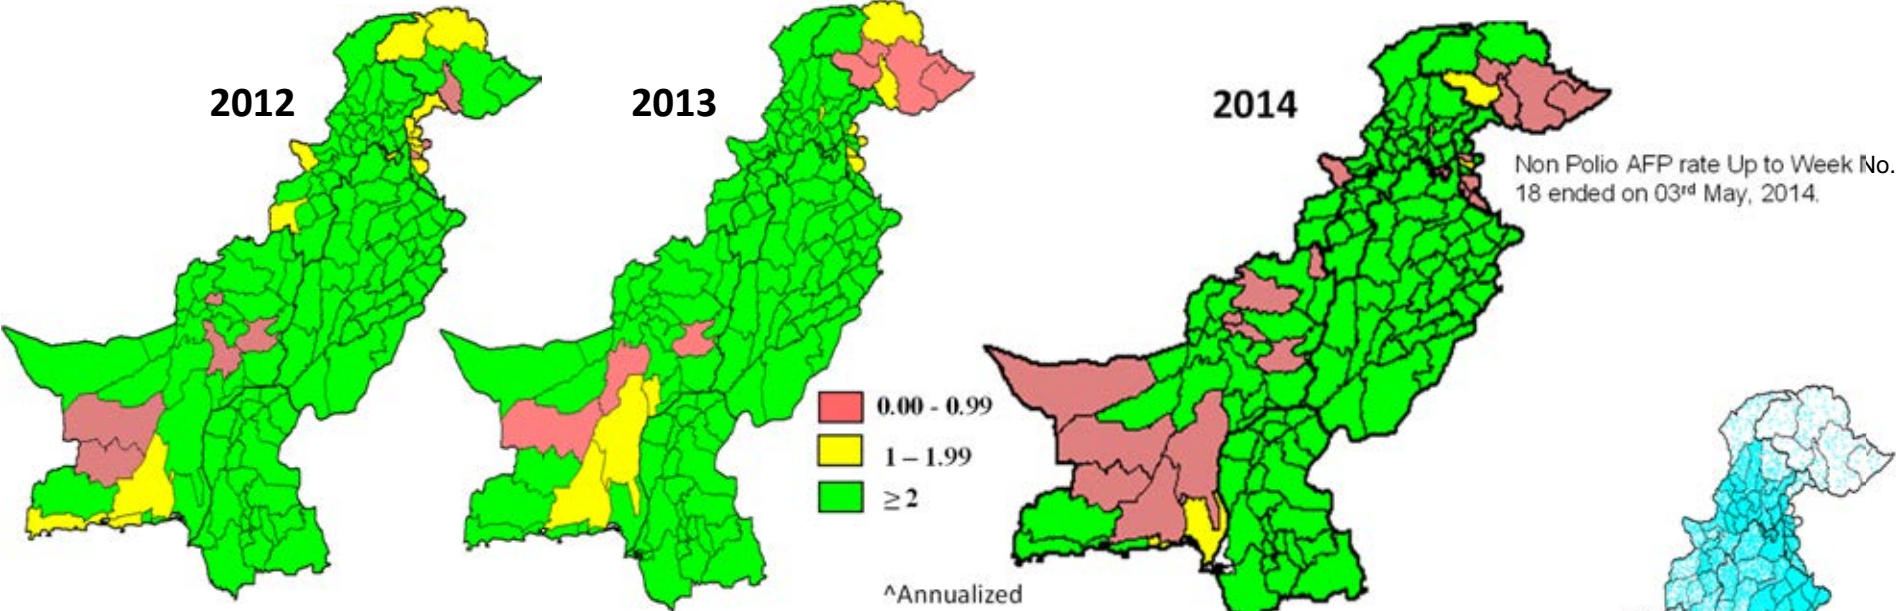 2012
2013
2014
Non Polio AFP rate Up to Week No.
18 ended on 03rd May, 2014.
0.00 - 0.99
1 – 1.99
≥ 2
^Annualized